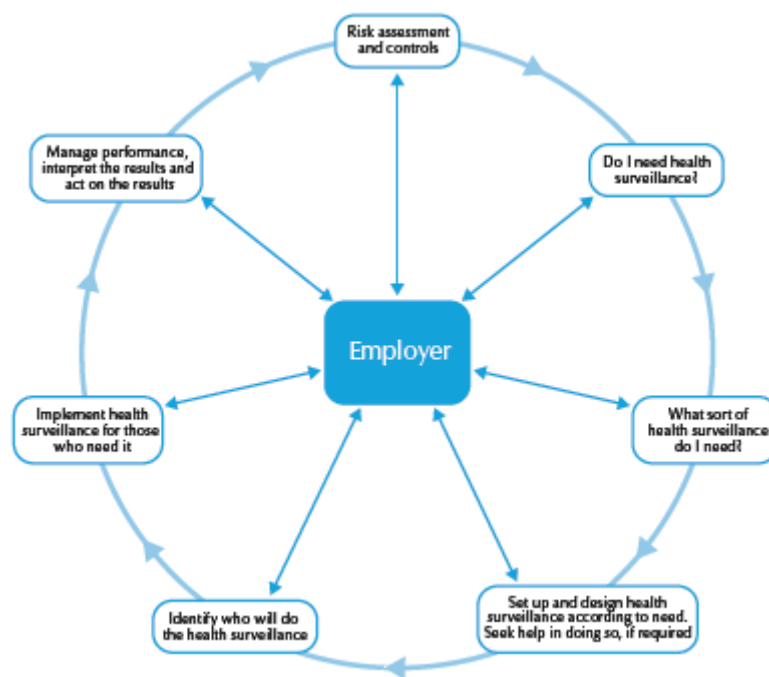 Risk assessment
and controls
Do I need health
surveillance?
What sort of
health surveillance
do I need?
Set up and design health
surveillance according to need.
Seek help in doing so, if required
Identify who will do
the health surveillance
Implement health
surveillance for those
who need it
Manage performance,
interpret the results and
act on the results
Employer